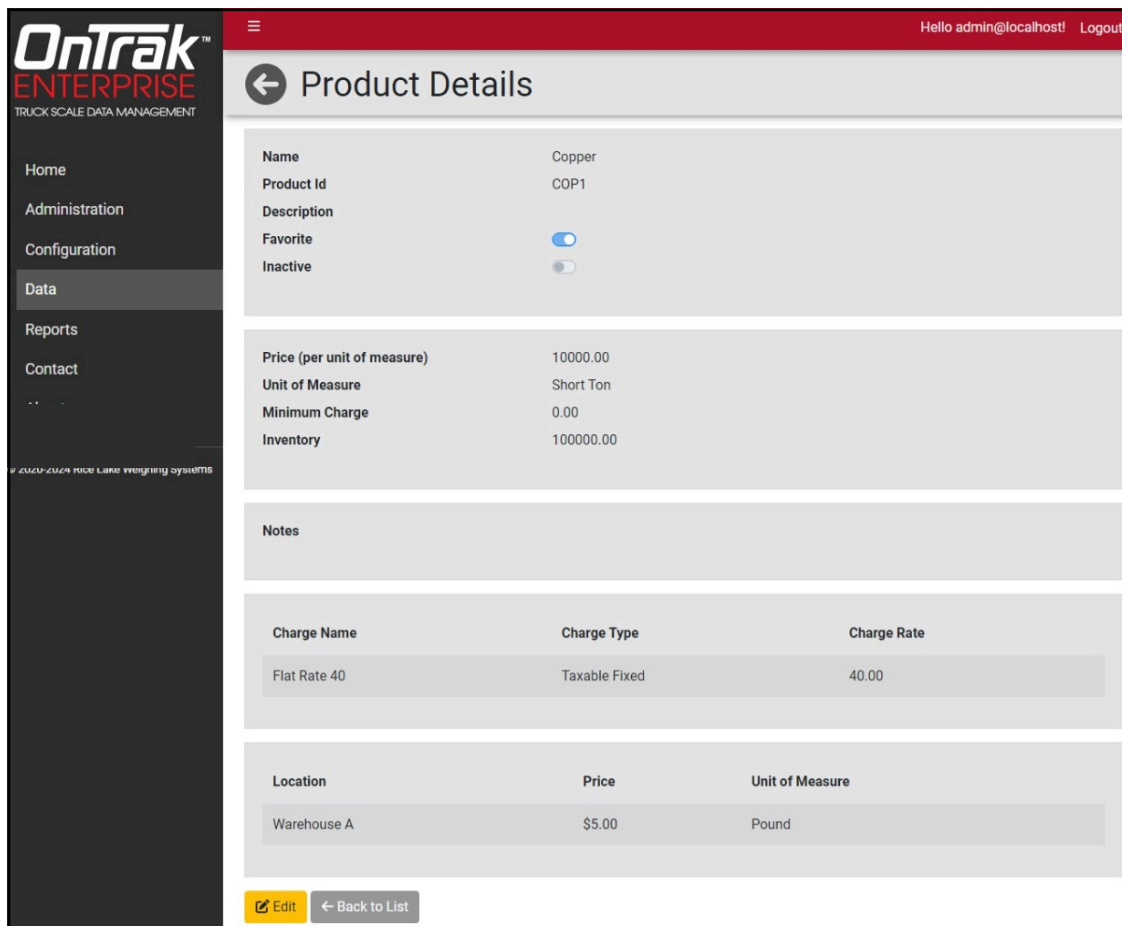 OnTrak™
ENTERPRISE
TRUCK SCALE DATA MANAGEMENT
Hello admin@localhost! Logout
Product Details
Home
Administration
Configuration
Data
Reports
Contact
© 2020-2024 Rice Lake Weighing Systems
Name Copper
Product Id COP1
Description
Favorite
Inactive
Price (per unit of measure) 10000.00
Unit of Measure Short Ton
Minimum Charge 0.00
Inventory 100000.00
Notes
Charge Name Charge Type Charge Rate
Flat Rate 40 Taxable Fixed 40.00
Location Price Unit of Measure
Warehouse A $5.00 Pound
Edit ← Back to List